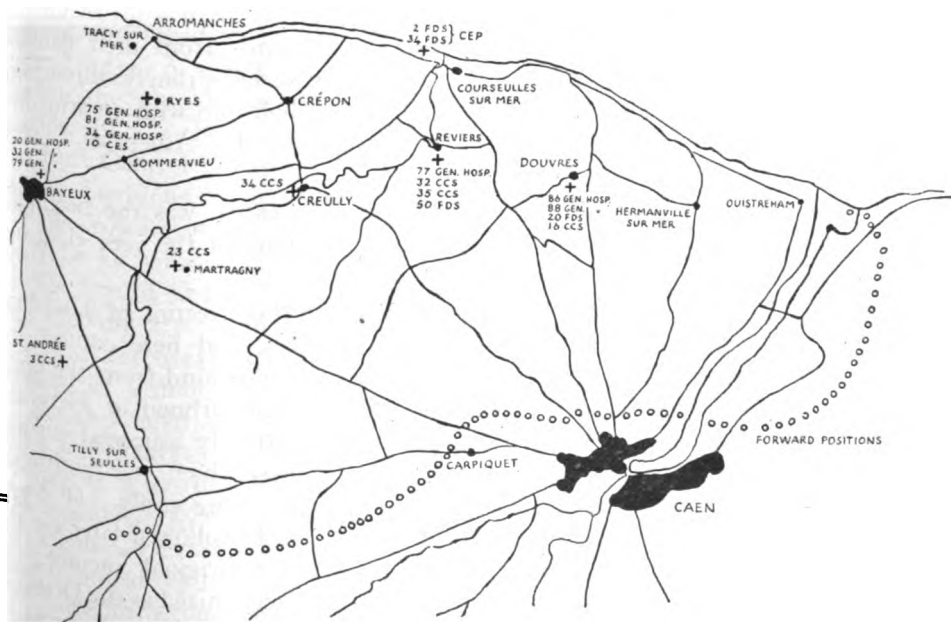 ARROMANCHES
TRACY SUR
MER
2 FDS
34 FDS } CEP
COURSEULLES
SUR MER
RYES
75 GEN. HOSP.
81 GEN. HOSP.
34 GEN. HOSP.
10 CES
CRÉPON
20 GEN. HOSP.
32 GEN.
79 GEN.
BAYEUX
SOMMERVIEU
REVIERS
77 GEN. HOSP.
32 CCS
35 CCS
50 FDS
34 CCS
CREULLY
DOUVRES
86 GEN. HOSP.
88 GEN.
20 FDS
16 CCS
HERMANVILLE
SUR MER
OUISTREHAM
23 CCS
MARTRAGNY
ST. ANDRÉE
3 CCS
TILLY SUR
SEULLES
CARPIQUET
FORWARD POSITIONS
CAEN